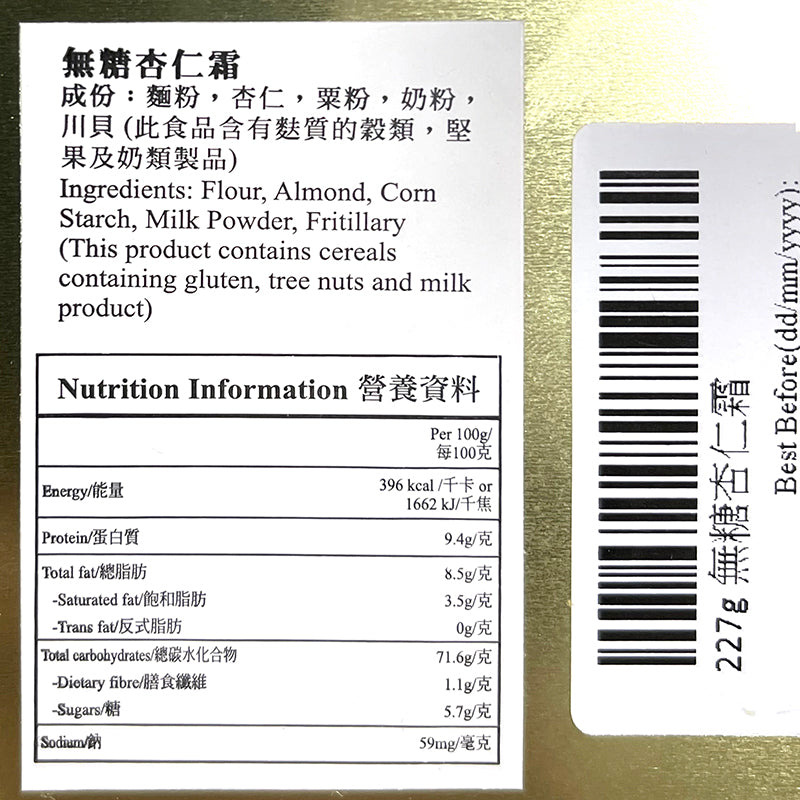 無糖杏仁霜
成份：麵粉，杏仁，粟粉，奶粉，
川貝 (此食品含有麩質的穀類，堅
果及奶類製品)
Ingredients: Flour, Almond, Corn
Starch, Milk Powder, Fritillary
(This product contains cereals
containing gluten, tree nuts and milk
product)
Nutrition Information 營養資料
Per 100g/
每100克
Energy/能量 396 kcal /千卡 or
1662 kJ/千焦
Protein/蛋白質 9.4g/克
Total fat/總脂肪 8.5g/克
-Saturated fat/飽和脂肪 3.5g/克
-Trans fat/反式脂肪 0g/克
Total carbohydrates/總碳水化合物 71.6g/克
-Dietary fibre/膳食纖維 1.1g/克
-Sugars/糖 5.7g/克
Sodium/鈉 59mg/毫克
227g 無糖杏仁霜
Best Before(dd/mm/yyyy):